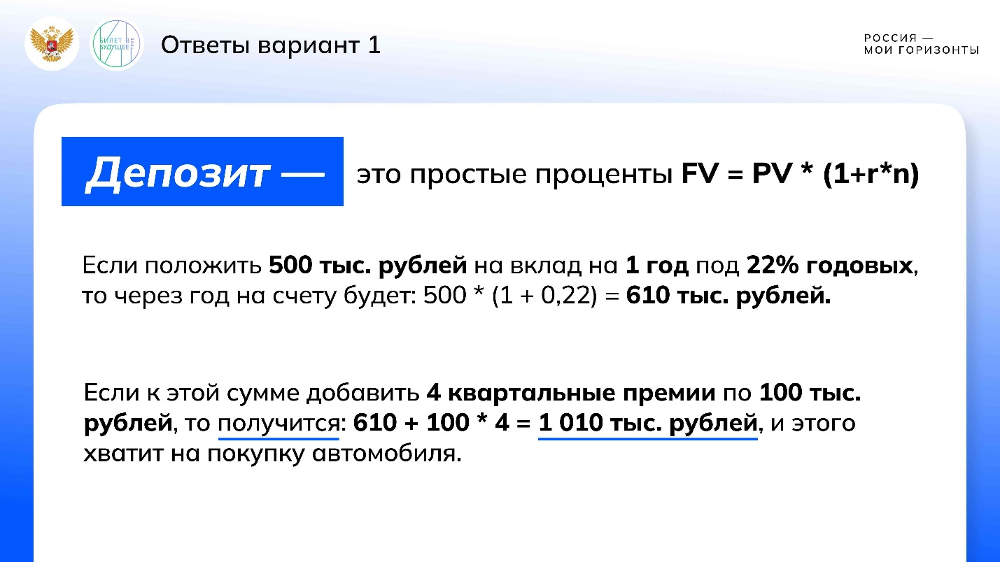 БИЛЕТ В
БУДУЩЕЕ
Ответы вариант 1
РОССИЯ —
МОИ ГОРИЗОНТЫ
Депозит — это простые проценты FV = PV * (1+r*n)
Если положить 500 тыс. рублей на вклад на 1 год под 22% годовых,
то через год на счету будет: 500 * (1 + 0,22) = 610 тыс. рублей.
Если к этой сумме добавить 4 квартальные премии по 100 тыс.
рублей, то получится: 610 + 100 * 4 = 1 010 тыс. рублей, и этого
хватит на покупку автомобиля.